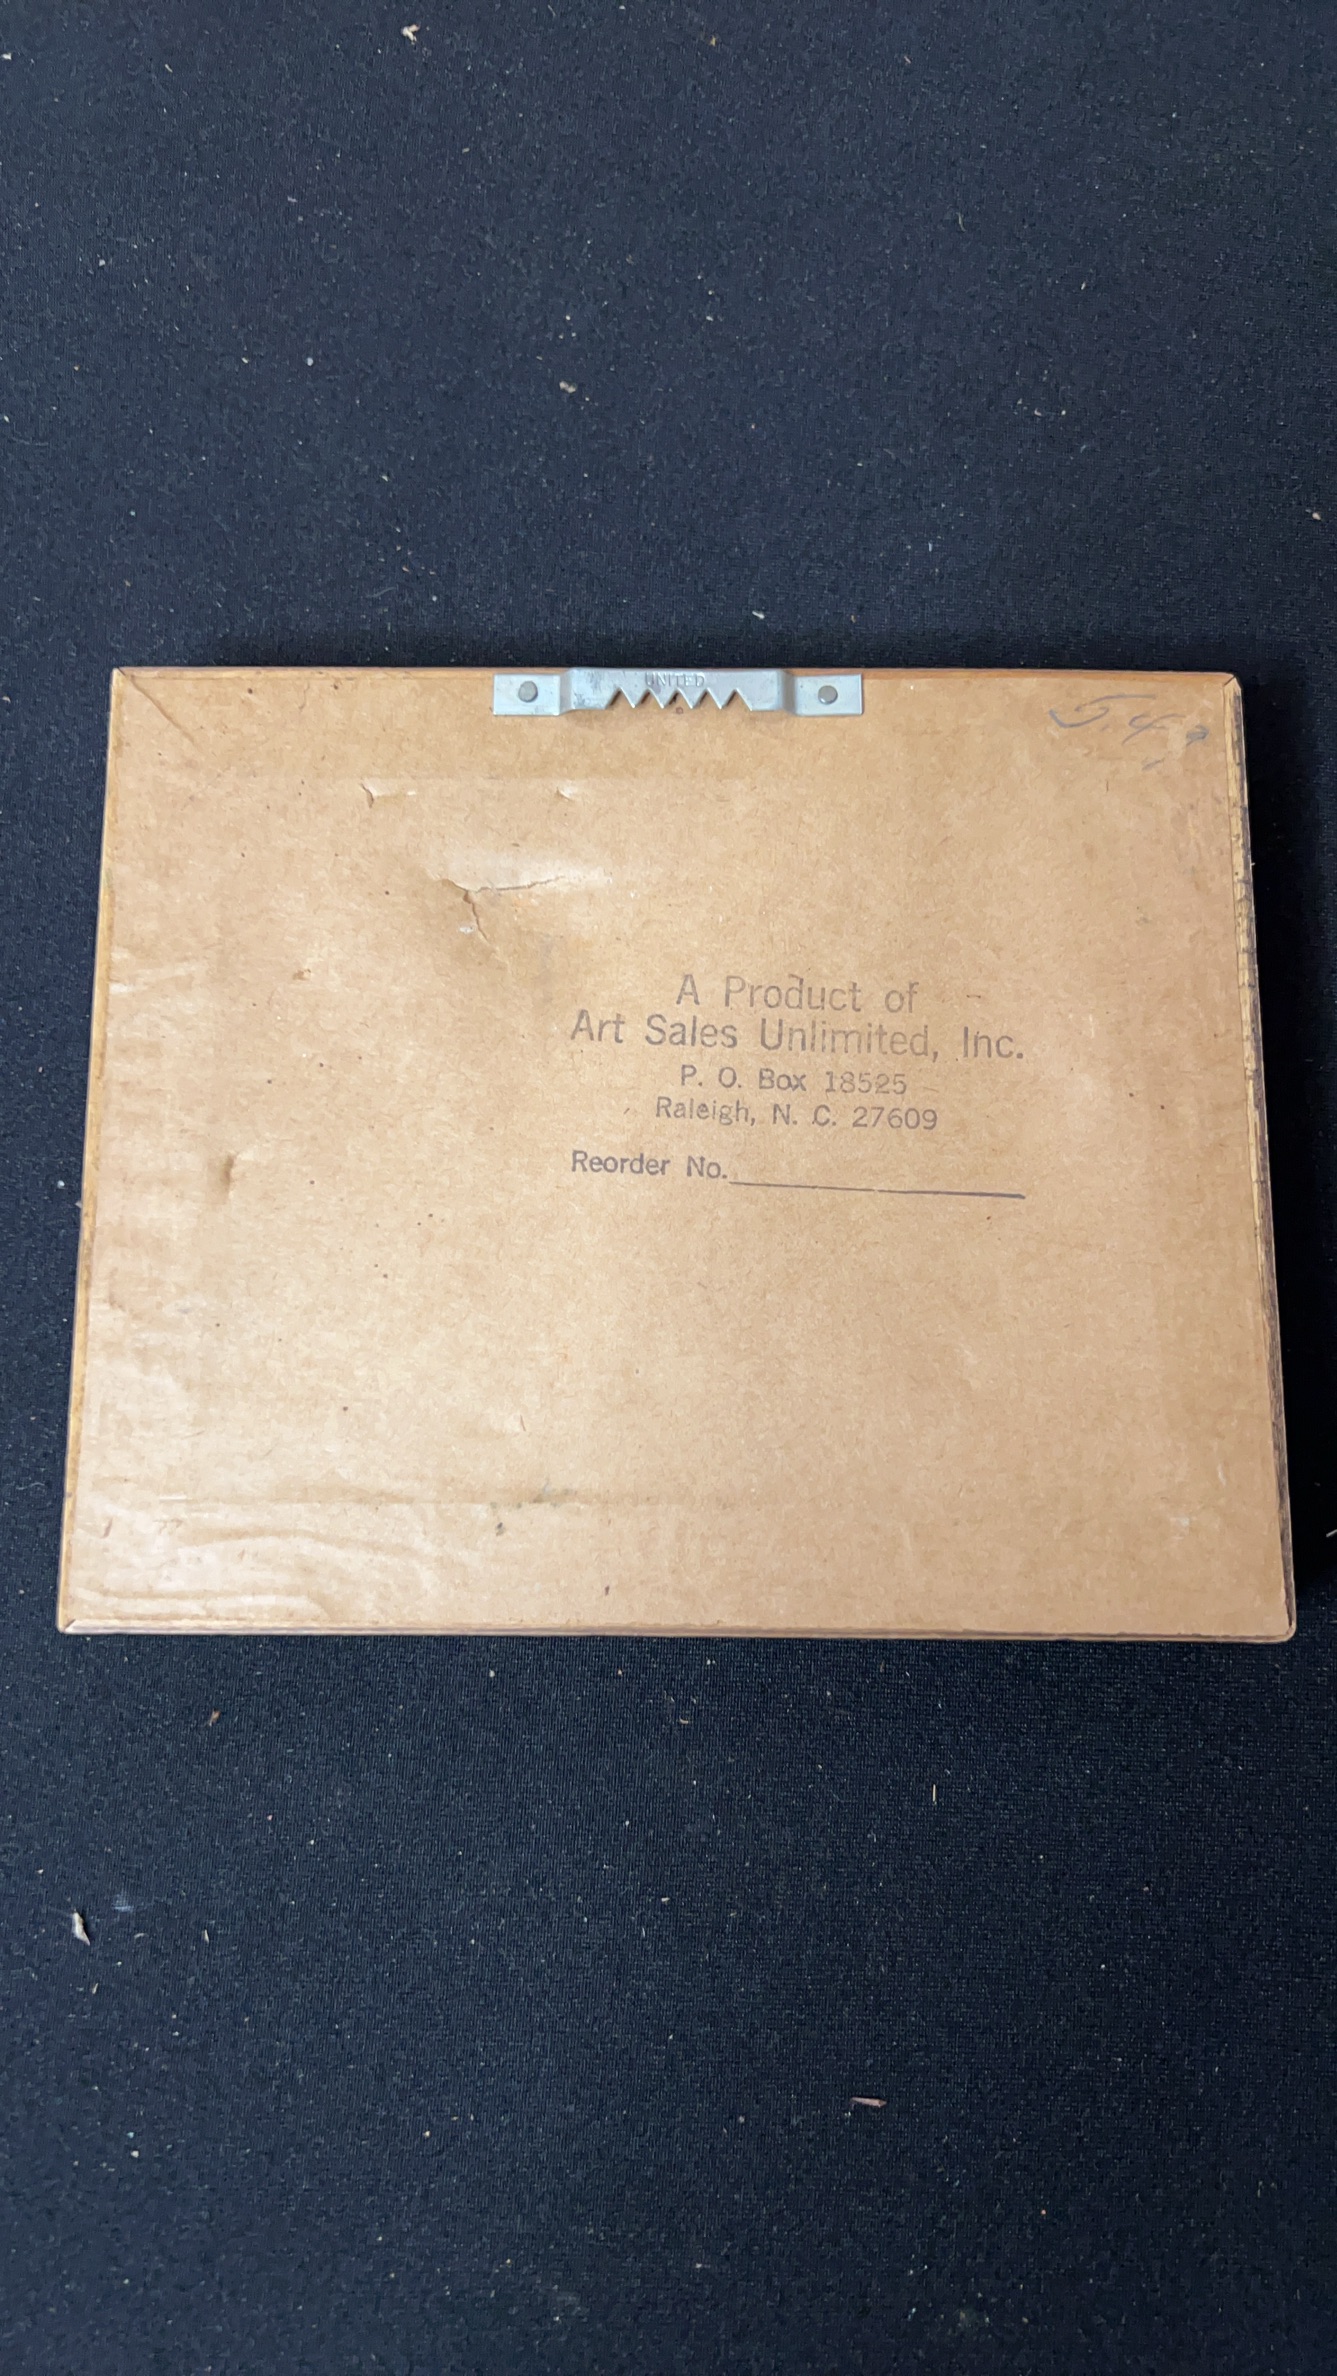 UNITED
A Product of
Art Sales Unlimited, Inc.
P. O. Box 18525
Raleigh, N. C. 27609
Reorder No.